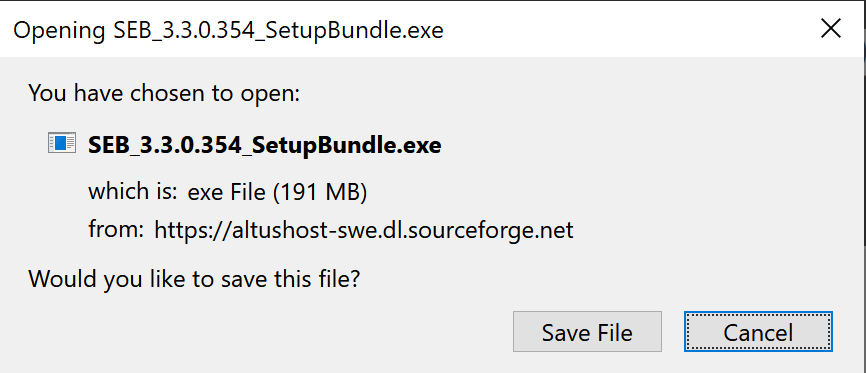 Opening SEB_3.3.0.354_SetupBundle.exe
You have chosen to open:
SEB_3.3.0.354_SetupBundle.exe
which is: exe File (191 MB)
from: https://altushost-swe.dl.sourceforge.net
Would you like to save this file?
Save File Cancel